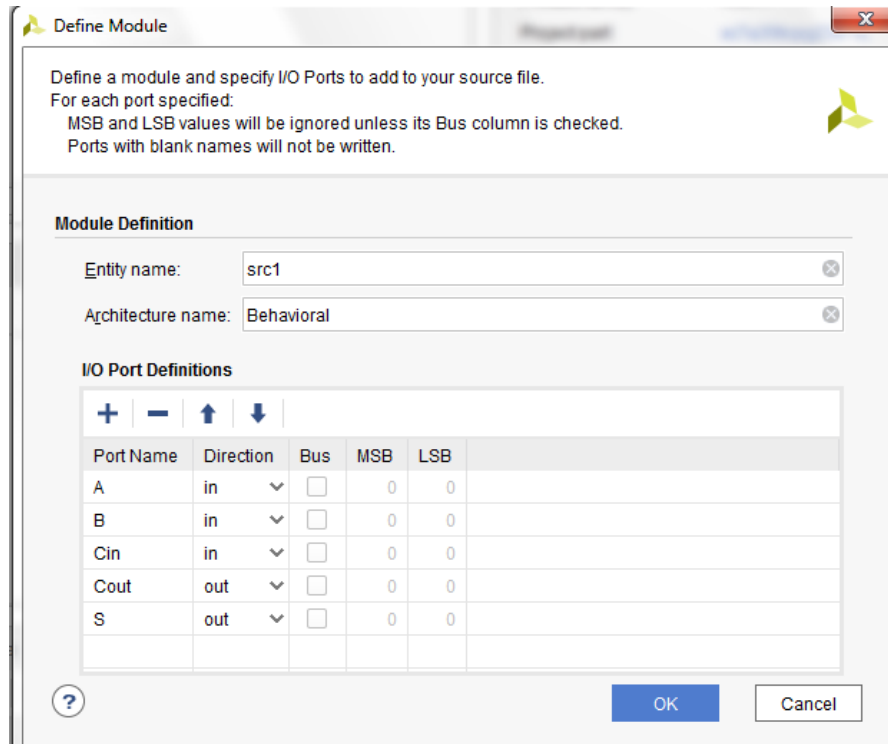 Define Module
Project part
Define a module and specify I/O Ports to add to your source file.
For each port specified:
MSB and LSB values will be ignored unless its Bus column is checked.
Ports with blank names will not be written.
Module Definition
Entity name: src1
Architecture name: Behavioral
I/O Port Definitions
Port Name Direction Bus MSB LSB
A in 0 0
B in 0 0
Cin in 0 0
Cout out 0 0
S out 0 0
? OK Cancel